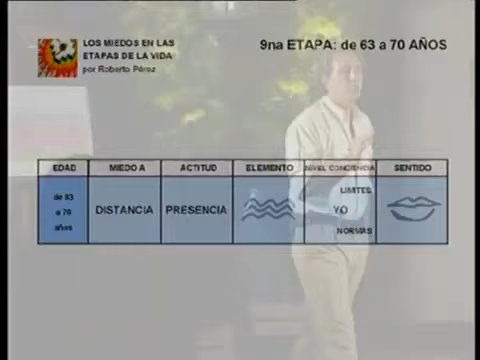 LOS MIEDOS EN LAS
ETAPAS DE LA VIDA
por Roberto Pérez
9na ETAPA: de 63 a 70 AÑOS
EDAD MIEDO A ACTITUD ELEMENTO NIVEL CONCIENCIA SENTIDO
de 63
a 70
años
DISTANCIA PRESENCIA
LIMITES
YO
NORMAS